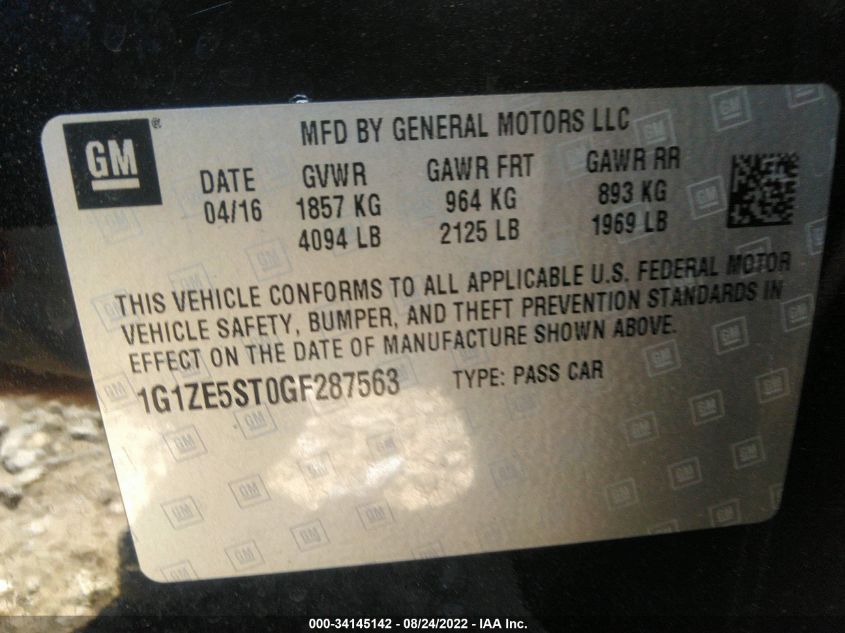 GM®
MFD BY GENERAL MOTORS LLC
DATE GVWR GAWR FRT GAWR RR
04/16 1857 KG 964 KG 893 KG
4094 LB 2125 LB 1969 LB
THIS VEHICLE CONFORMS TO ALL APPLICABLE U.S. FEDERAL MOTOR
VEHICLE SAFETY, BUMPER, AND THEFT PREVENTION STANDARDS IN
EFFECT ON THE DATE OF MANUFACTURE SHOWN ABOVE.
1G1ZE5ST0GF287563 TYPE: PASS CAR
000-34145142 - 08/24/2022 - IAA Inc.